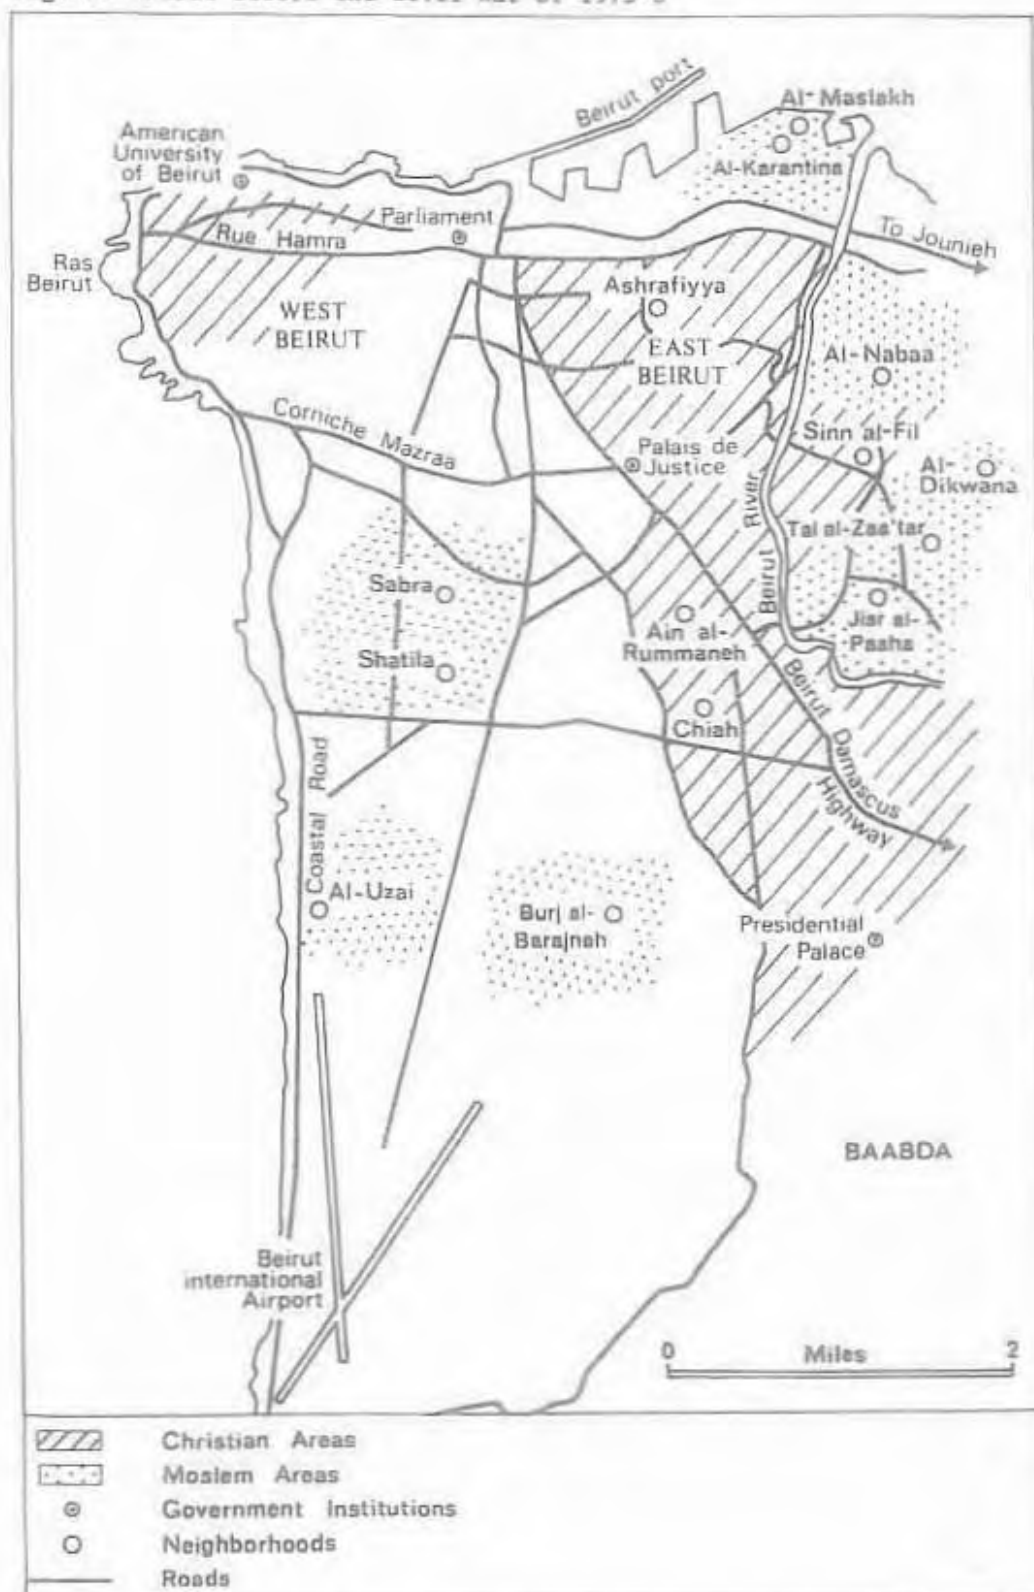 Beirut port
Al-Maslakh
American
University
of Beirut
Al-Karantina
Parliament
Rue Hamra
To Jounieh
Ras
Beirut
Ashrafiyya
WEST
BEIRUT
EAST
BEIRUT
Al-Nabaa
Corniche Mazraa
Sinn al-Fil
Palais de
Justice
Al-
Dikwana
Beirut River
Tal al-Zaa'tar
Sabra
Jisr al-
Pasha
Ain al-
Rummaneh
Shatila
Chiah
Beirut Damascus
Highway
Coastal Road
Al-Uzai
Burj al-
Barajnah
Presidential
Palace
BAABDA
Beirut
international
Airport
0 2
Miles
Christian Areas
Moslem Areas
Government Institutions
Neighborhoods
Roads